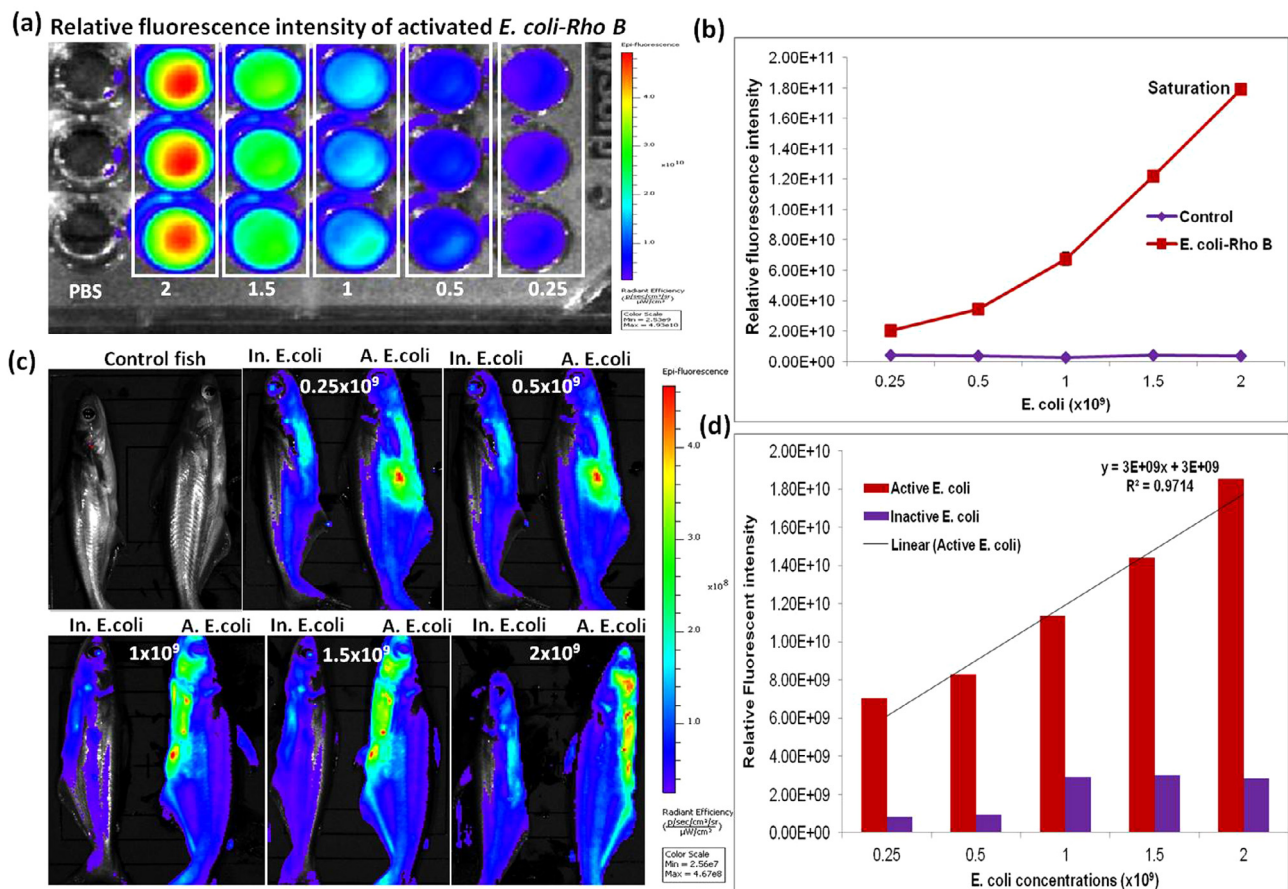 (a) Relative fluorescence intensity of activated E. coli-Rho B
Epi-fluorescence
4.0
3.0
x10¹⁰
2.0
1.0
Radiant Efficiency
(p/sec/cm²/sr / µW/cm²)
Color Scale
Min = 2.53e9
Max = 4.93e10
PBS 2 1.5 1 0.5 0.25
(b)
Relative fluorescence intensity
2.00E+11
1.80E+11
1.60E+11
1.40E+11
1.20E+11
1.00E+11
8.00E+10
6.00E+10
4.00E+10
2.00E+10
0.00E+00
Saturation
Control
E. coli-Rho B
0.25 0.5 1 1.5 2
E. coli (x10⁹)
(c)
Control fish In. E.coli A. E.coli In. E.coli A. E.coli
0.25x10⁹ 0.5x10⁹
In. E.coli A. E.coli In. E.coli A. E.coli In. E.coli A. E.coli
1x10⁹ 1.5x10⁹ 2x10⁹
Epi-fluorescence
4.0
3.0
x10⁸
2.0
1.0
Radiant Efficiency
(p/sec/cm²/sr / µW/cm²)
Color Scale
Min = 2.56e7
Max = 4.67e8
(d)
Relative Fluorescent intensity
2.00E+10
1.80E+10
1.60E+10
1.40E+10
1.20E+10
1.00E+10
8.00E+09
6.00E+09
4.00E+09
2.00E+09
0.00E+00
Active E. coli
Inactive E. coli
Linear (Active E. coli)
y = 3E+09x + 3E+09
R² = 0.9714
0.25 0.5 1 1.5 2
E. coli concentrations (x10⁹)